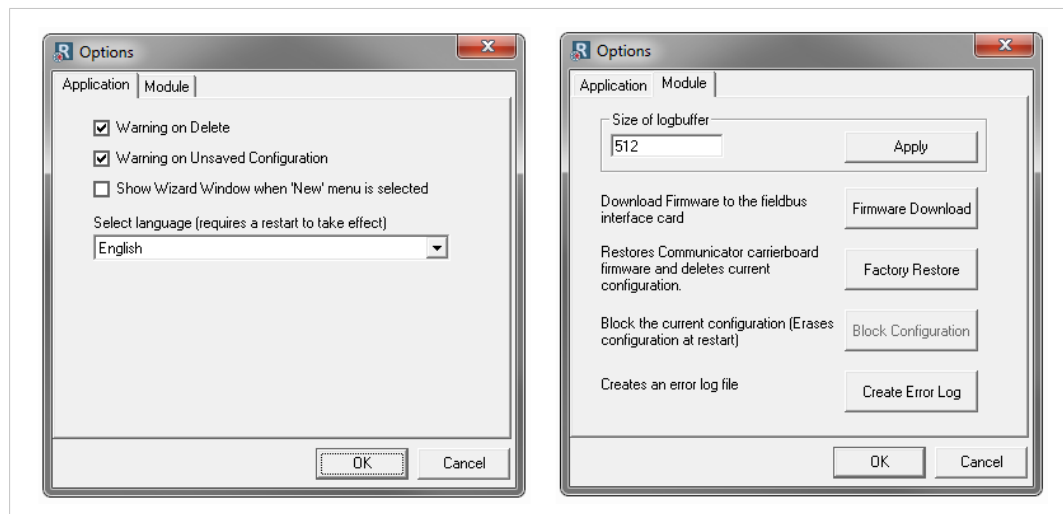 Options
Application Module
Warning on Delete
Warning on Unsaved Configuration
Show Wizard Window when 'New' menu is selected
Select language (requires a restart to take effect)
English
OK Cancel
Options
Application Module
Size of logbuffer
512 Apply
Download Firmware to the fieldbus
interface card
Firmware Download
Restores Communicator carrierboard
firmware and deletes current
configuration.
Factory Restore
Block the current configuration (Erases
configuration at restart)
Block Configuration
Creates an error log file
Create Error Log
OK Cancel